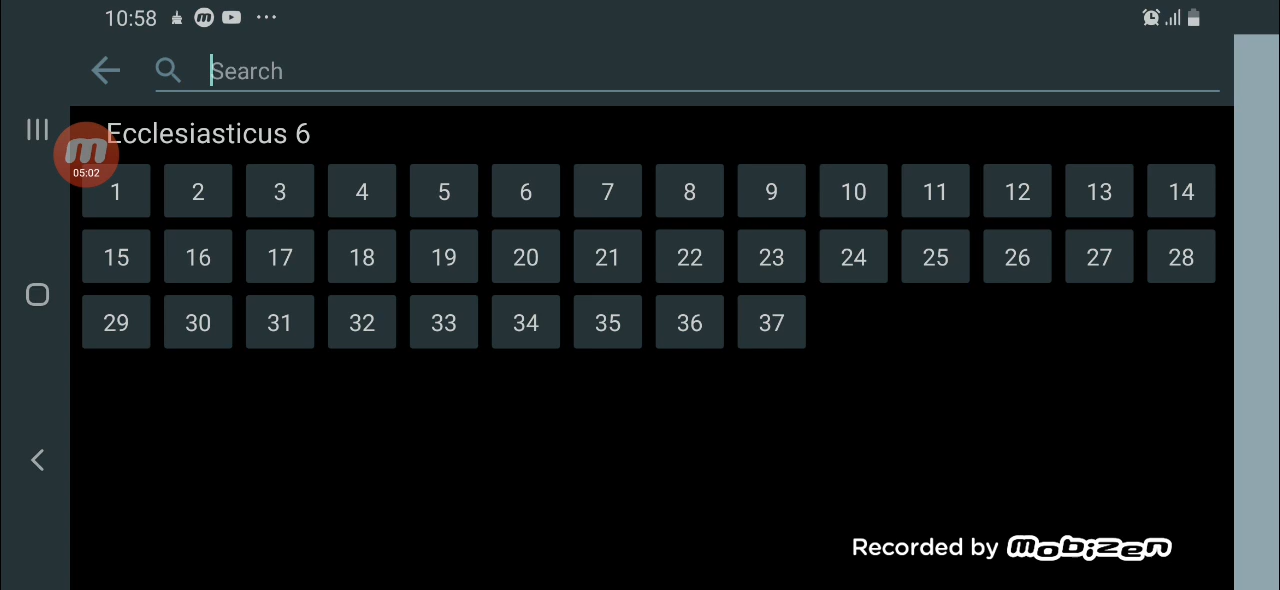 10:58
Search
Ecclesiasticus 6
m
05:02
1 2 3 4 5 6 7 8 9 10 11 12 13 14
15 16 17 18 19 20 21 22 23 24 25 26 27 28
29 30 31 32 33 34 35 36 37
Recorded by mobizen